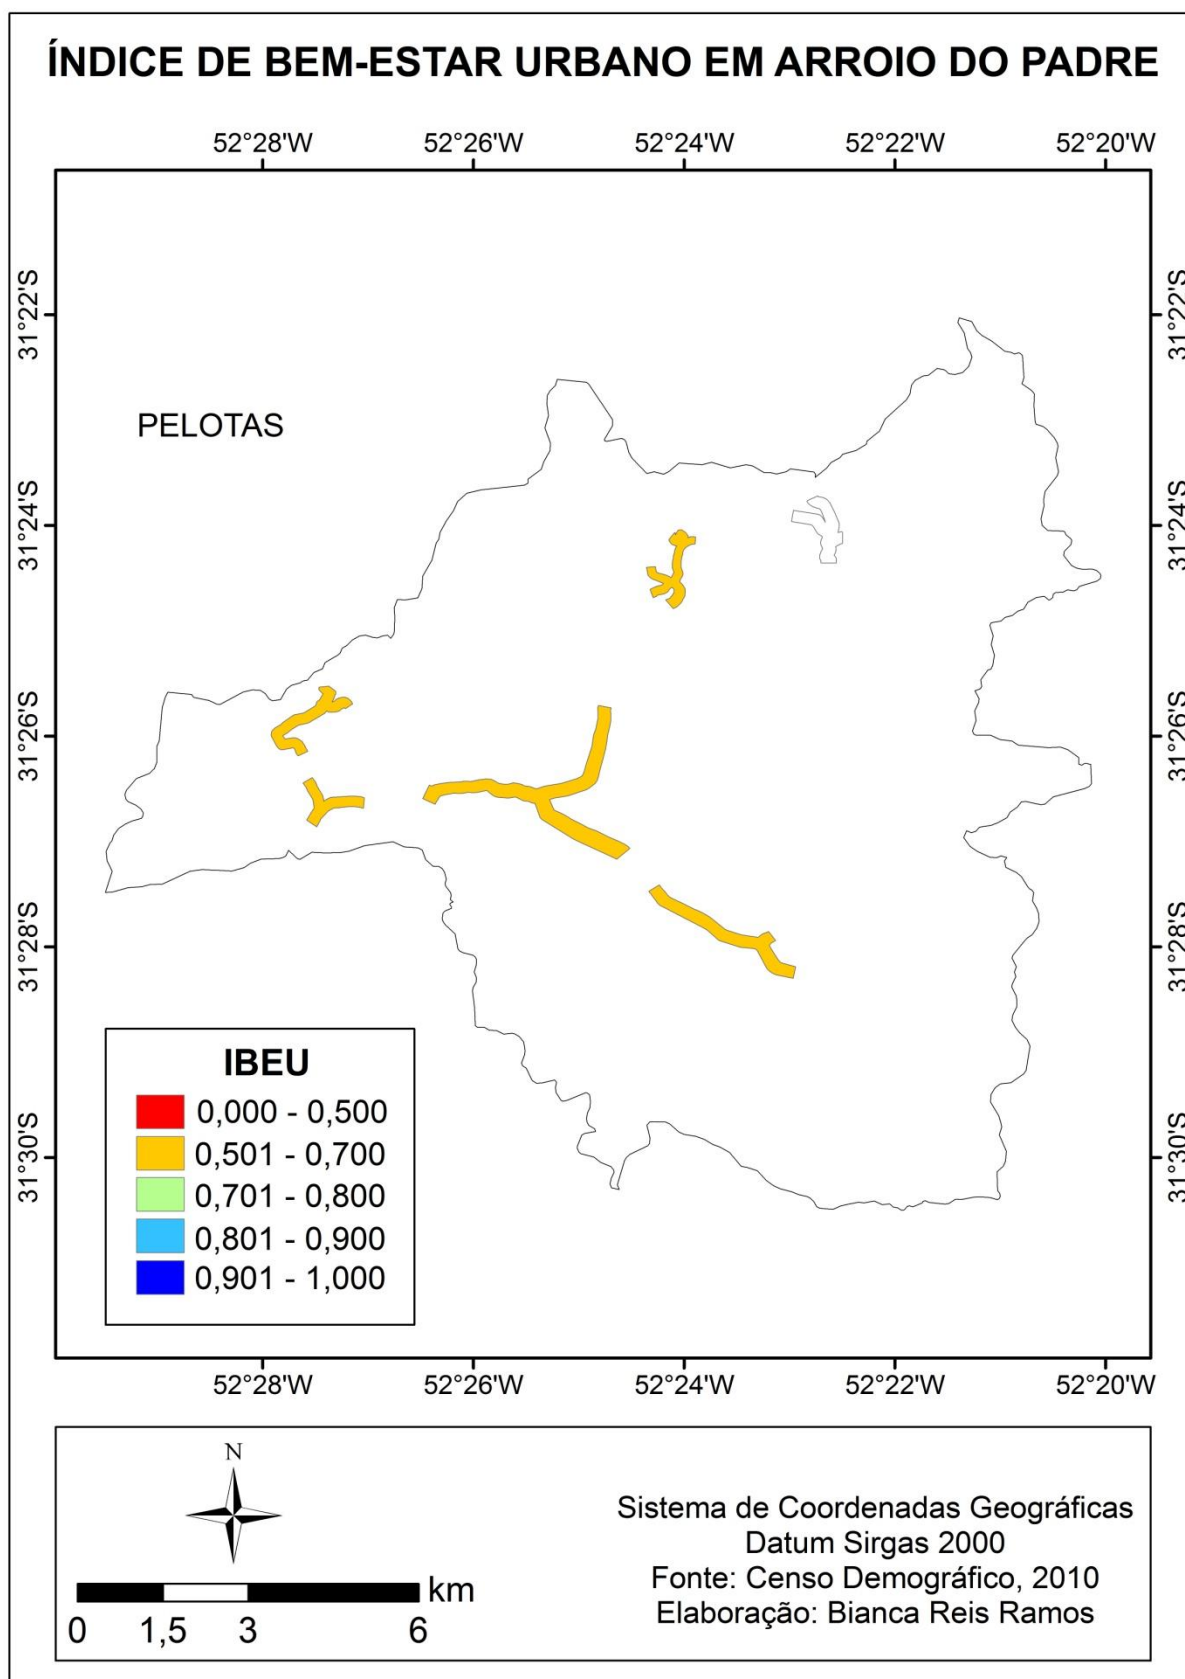 ÍNDICE DE BEM-ESTAR URBANO EM ARROIO DO PADRE
52°28'W 52°26'W 52°24'W 52°22'W 52°20'W
31°22'S 31°22'S
PELOTAS
31°24'S 31°24'S
31°26'S 31°26'S
31°28'S 31°28'S
IBEU
0,000 - 0,500
0,501 - 0,700
31°30'S 31°30'S
0,701 - 0,800
0,801 - 0,900
0,901 - 1,000
52°28'W 52°26'W 52°24'W 52°22'W 52°20'W
N
km
0 1,5 3 6
Sistema de Coordenadas Geográficas
Datum Sirgas 2000
Fonte: Censo Demográfico, 2010
Elaboração: Bianca Reis Ramos